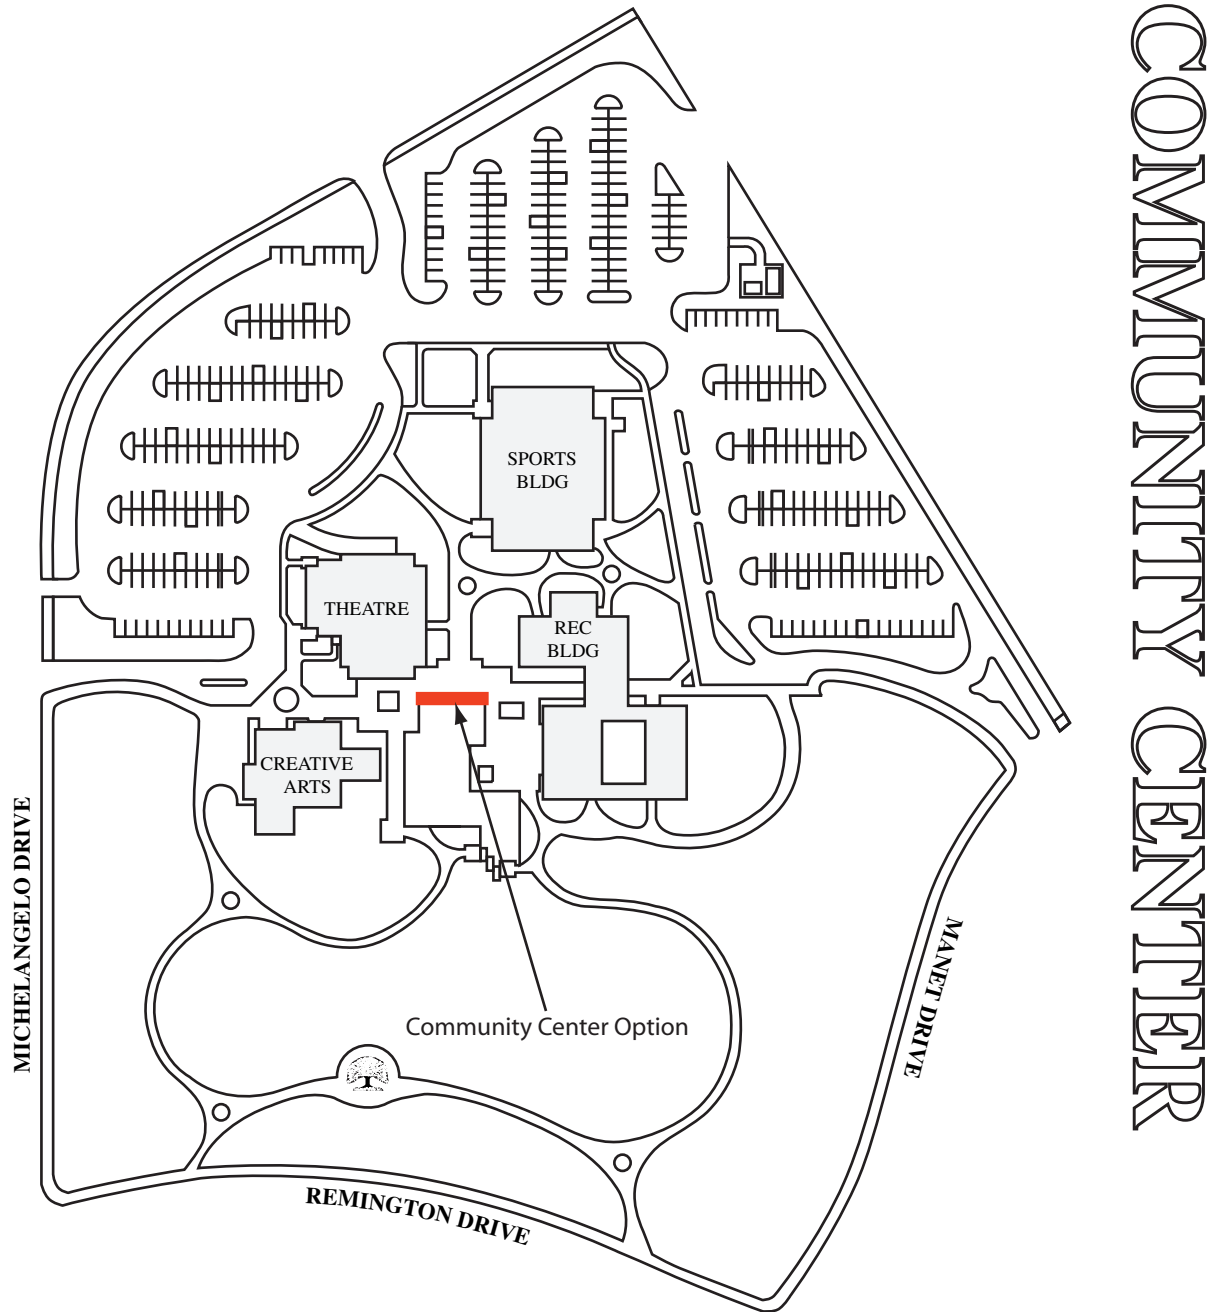 COMMUNITY CENTER
SPORTS
BLDG
THEATRE
REC
BLDG
CREATIVE
ARTS
MICHELANGELO DRIVE
MANET DRIVE
Community Center Option
REMINGTON DRIVE